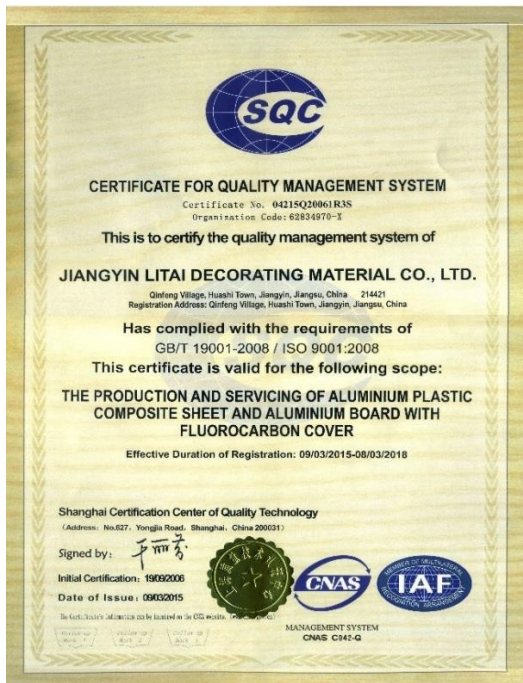 SQC
CERTIFICATE FOR QUALITY MANAGEMENT SYSTEM
Certificate No. 04215Q20061R3S
Organization Code: 62834970-X
This is to certify the quality management system of
JIANGYIN LITAI DECORATING MATERIAL CO., LTD.
Qinfeng Village, Huashi Town, Jiangyin, Jiangsu, China 214421
Registration Address: Qinfeng Village, Huashi Town, Jiangyin, Jiangsu, China
Has complied with the requirements of
GB/T 19001-2008 / ISO 9001:2008
This certificate is valid for the following scope:
THE PRODUCTION AND SERVICING OF ALUMINIUM PLASTIC
COMPOSITE SHEET AND ALUMINIUM BOARD WITH
FLUOROCARBON COVER
Effective Duration of Registration: 09/03/2015-08/03/2018
Shanghai Certification Center of Quality Technology
(Address: No.627, Yongjia Road, Shanghai, China 200031)
Signed by:
Initial Certification: 19/09/2006
Date of Issue: 09/03/2015
CNAS
MEMBER OF MULTILATERAL
IAF
RECOGNITION ARRANGEMENT
MANAGEMENT SYSTEM
CNAS C042-Q